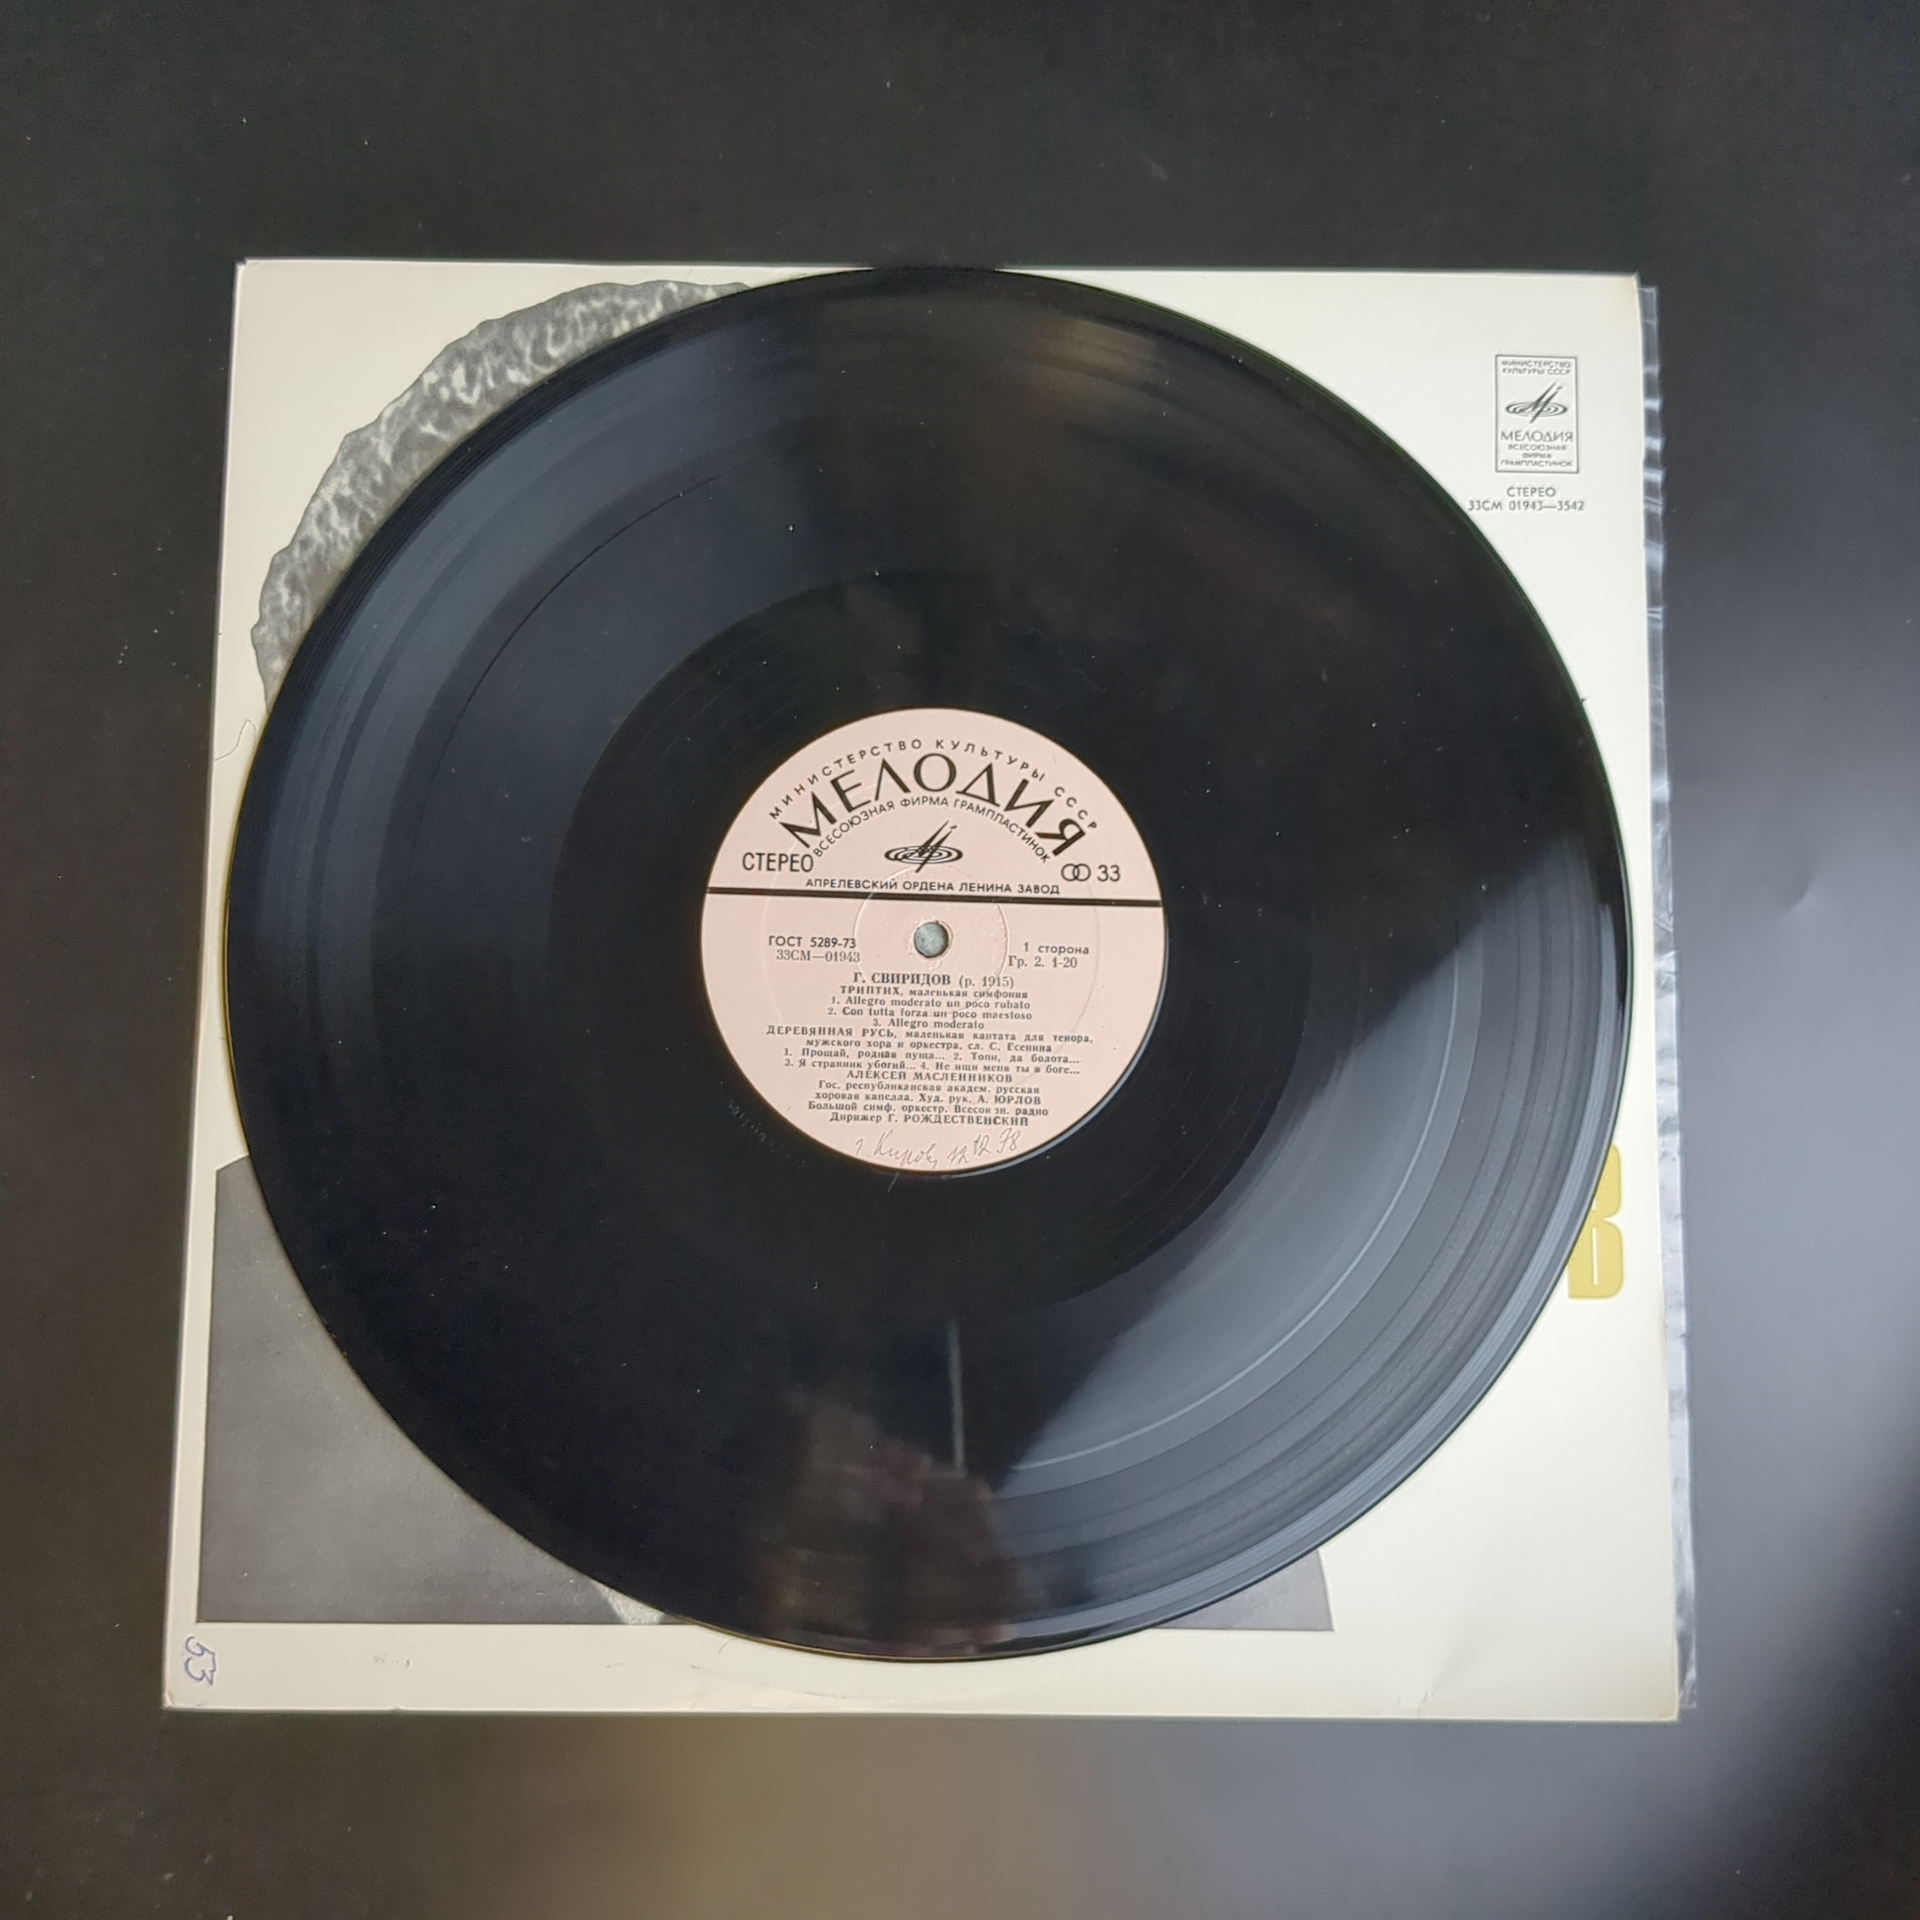 МИНИСТЕРСТВО
КУЛЬТУРЫ СССР
МЕЛОДИЯ
ВСЕСОЮЗНАЯ
ФИРМА
ГРАМПЛАСТИНОК
СТЕРЕО
33СМ 01943—3542
МИНИСТЕРСТВО КУЛЬТУРЫ СССР
МЕЛОДИЯ
ВСЕСОЮЗНАЯ ФИРМА ГРАМПЛАСТИНОК
СТЕРЕО
33
АПРЕЛЕВСКИЙ ОРДЕНА ЛЕНИНА ЗАВОД
ГОСТ 5289-73
33СМ—01943
1 сторона
Гр. 2. 1-20
Г. СВИРИДОВ (р. 1915)
ТРИПТИХ, маленькая симфония
1. Allegro moderato un poco rubato
2. Con tutta forza un poco maestoso
3. Allegro moderato
ДЕРЕВЯННАЯ РУСЬ, маленькая кантата для тенора,
мужского хора и оркестра, сл. С. Есенина
1. Прощай, родная пуща... 2. Топи, да болота...
3. Я странник убогий... 4. Не ищи меня ты в боге...
АЛЕКСЕЙ МАСЛЕННИКОВ
Гос. республиканская академ. русская
хоровая капелла. Худ. рук. А. ЮРЛОВ
Большой симф. оркестр. Всесоюзн. радио
Дирижер Г. РОЖДЕСТВЕНСКИЙ
г. Киров, 12 12 78
В
53